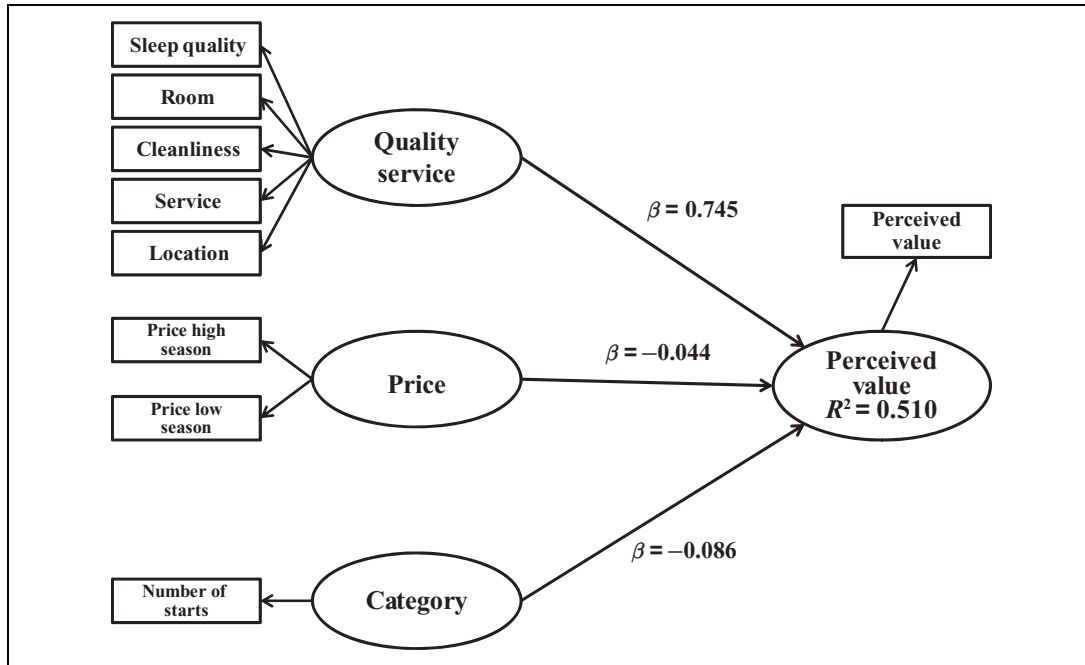 Sleep quality
Room
Cleanliness
Service
Location
Quality
service
β = 0.745
Perceived
value
Price high
season
Price low
season
Price
β = −0.044
Perceived
value
R² = 0.510
β = −0.086
Number of
starts
Category